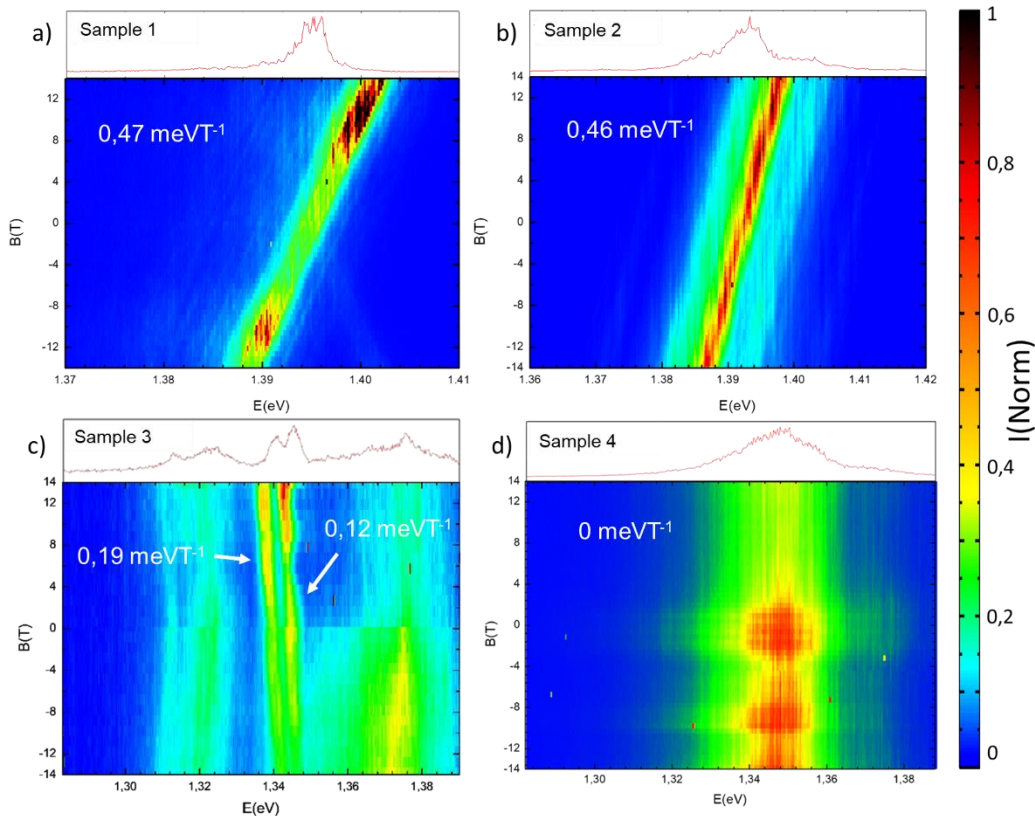 a)
Sample 1
0,47 meVT⁻¹
B(T)
12
8
4
0
-4
-8
-12
1.37
1,38
1,39
1.40
1.41
E(eV)
b)
Sample 2
0,46 meVT⁻¹
B(T)
14
12
8
4
0
-4
-8
-12
-14
1.36
1.37
1.38
1,39
1.40
1.41
1.42
E(eV)
c)
Sample 3
0,19 meVT⁻¹
0,12 meVT⁻¹
B(T)
14
12
8
4
0
-4
-8
-12
14
1,30
1,32
1,34
1,36
1,38
E(eV)
d)
Sample 4
0 meVT⁻¹
B(T)
14
12
8
4
0
-4
-8
-12
-14
1,30
1,32
1,34
1,36
1,38
E(eV)
1
0,8
0,6
0,4
0,2
0
I(Norm)